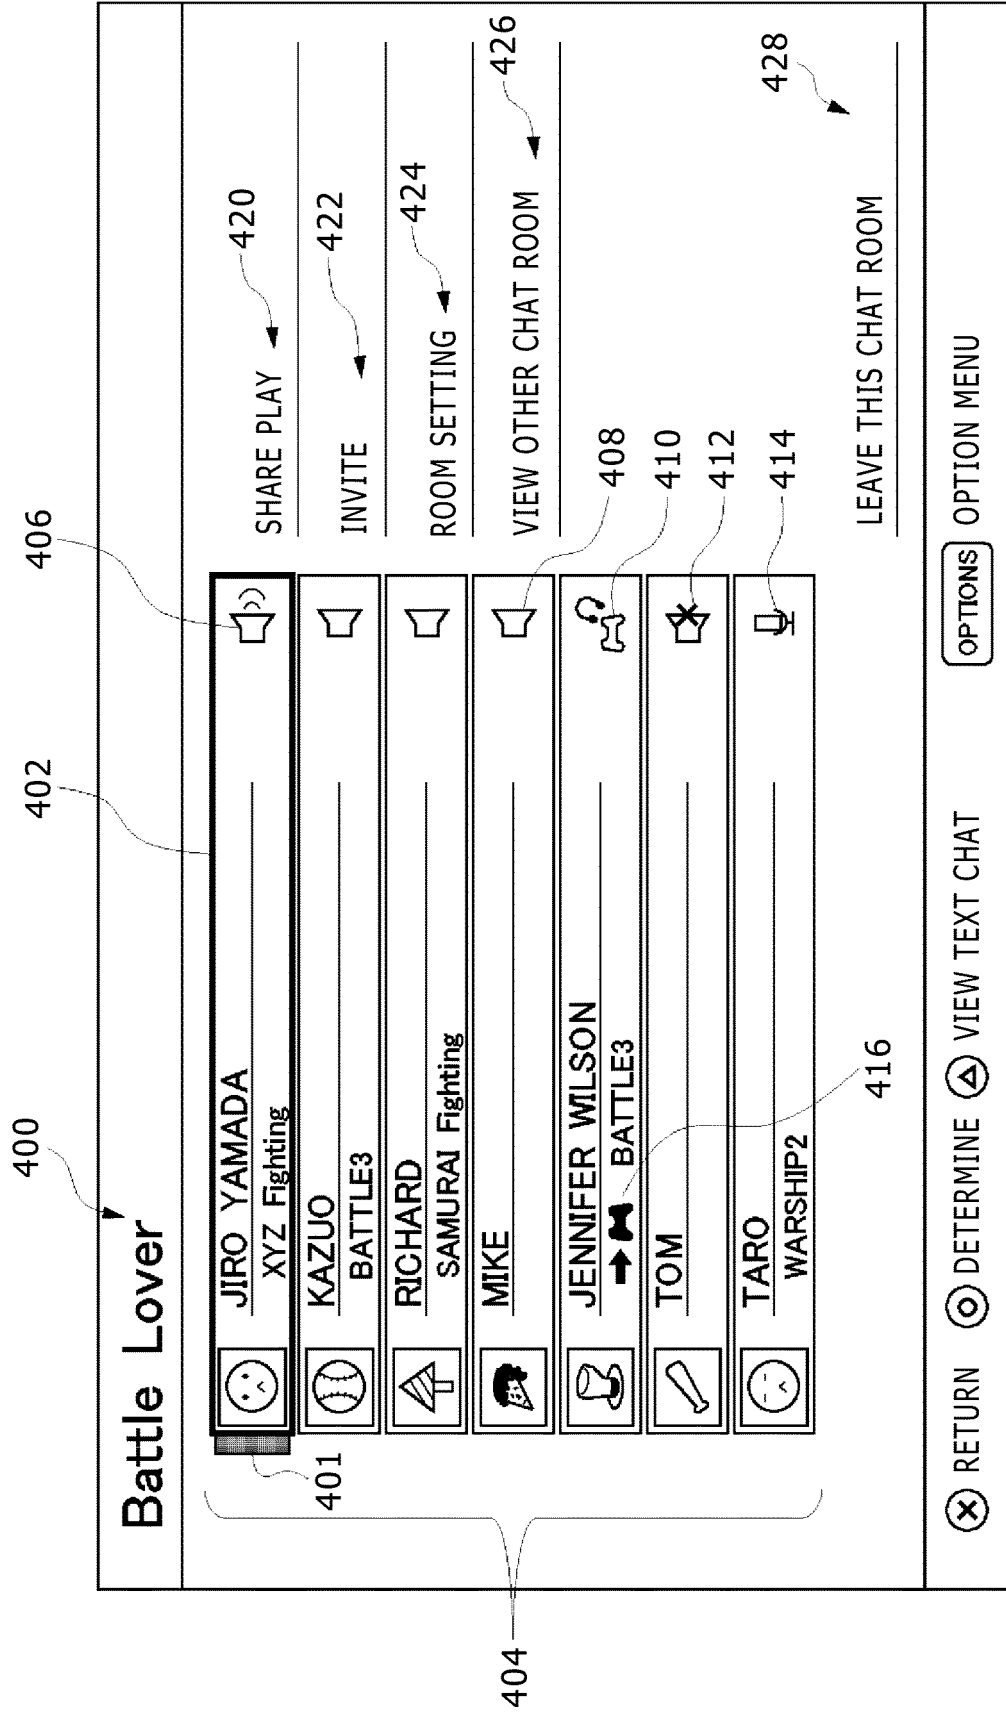 400
Battle Lover
402
406
401
404
JIRO YAMADA
XYZ Fighting
KAZUO
BATTLE3
RICHARD
SAMURAI Fighting
MIKE
408
JENNIFER WILSON
BATTLE3
410
416
TOM
412
TARO
WARSHIP2
414
SHARE PLAY
420
INVITE
422
ROOM SETTING
424
VIEW OTHER CHAT ROOM
426
LEAVE THIS CHAT ROOM
428
RETURN DETERMINE VIEW TEXT CHAT OPTIONS OPTION MENU